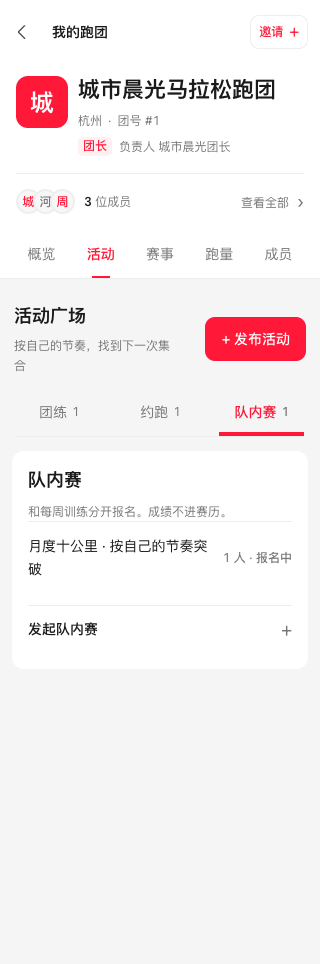 我的跑团
邀请 +
城
城市晨光马拉松跑团
杭州 · 团号 #1
团长 负责人 城市晨光团长
城 河 周 3 位成员 查看全部
概览 活动 赛事 跑量 成员
活动广场
按自己的节奏，找到下一次集
合
+ 发布活动
团练 1 约跑 1 队内赛 1
队内赛
和每周训练分开报名。成绩不进赛历。
月度十公里 · 按自己的节奏突
破
1 人 · 报名中
发起队内赛 +